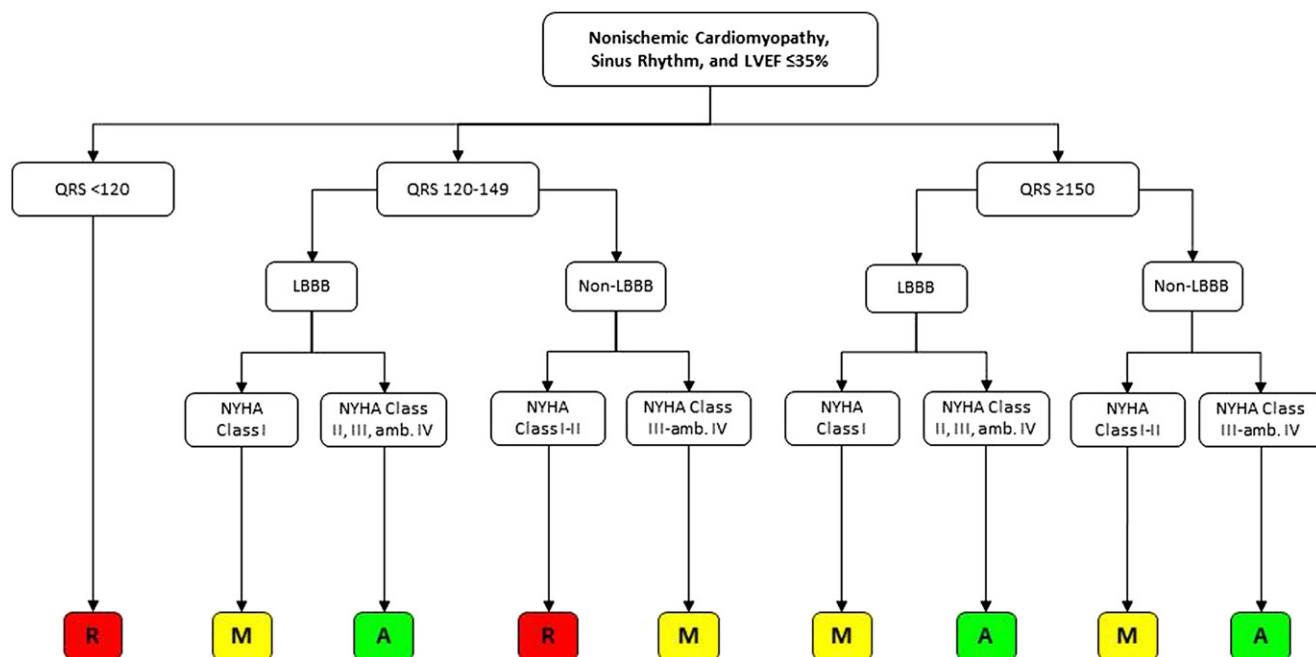 Nonischemic Cardiomyopathy,
Sinus Rhythm, and LVEF ≤35%
QRS <120
QRS 120-149
QRS ≥150
LBBB
Non-LBBB
LBBB
Non-LBBB
NYHA
Class I
NYHA Class
II, III, amb. IV
NYHA
Class I-II
NYHA Class
III-amb. IV
NYHA
Class I
NYHA Class
II, III, amb. IV
NYHA
Class I-II
NYHA Class
III-amb. IV
R
M
A
R
M
M
A
M
A